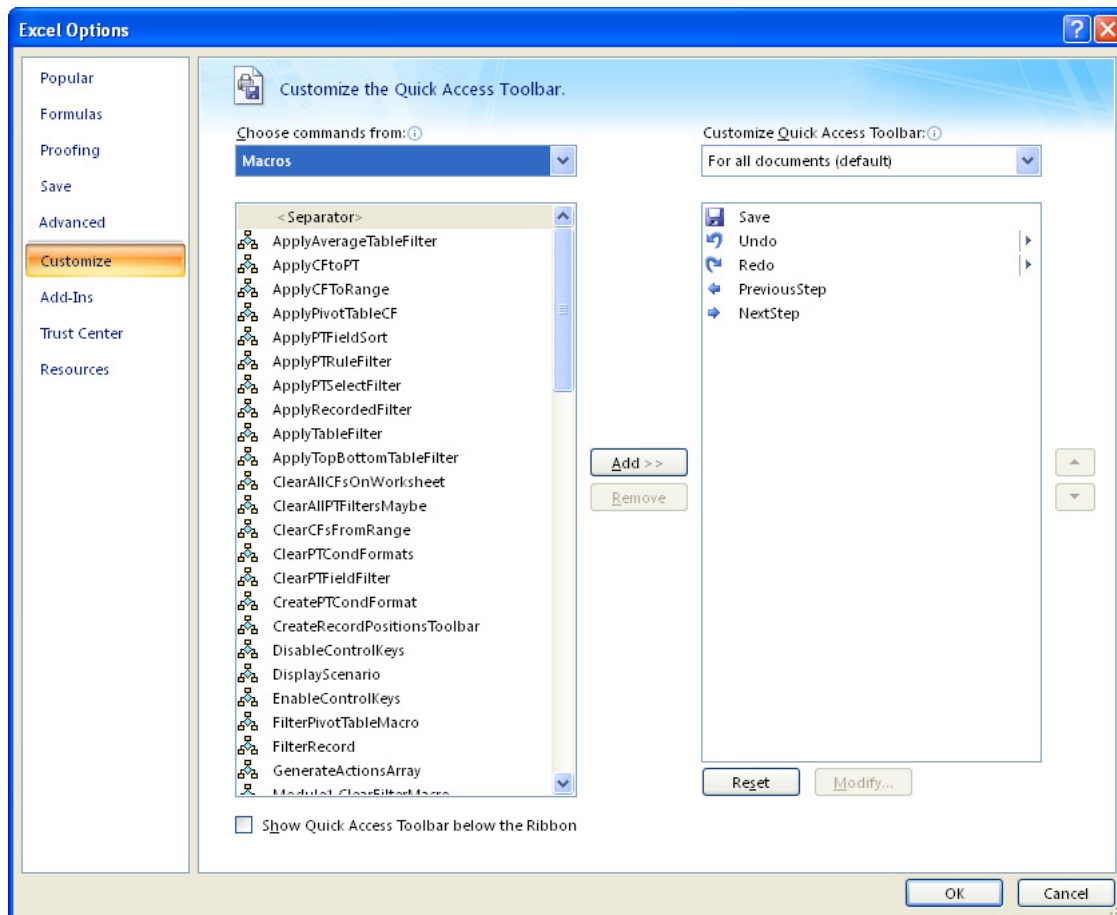 Excel Options
Popular
Formulas
Proofing
Save
Advanced
Customize
Add-Ins
Trust Center
Resources
Customize the Quick Access Toolbar.
Choose commands from:
Macros
<Separator>
ApplyAverageTableFilter
ApplyCFtoPT
ApplyCFToRange
ApplyPivotTableCF
ApplyPTFieldSort
ApplyPTRuleFilter
ApplyPTSelectFilter
ApplyRecordedFilter
ApplyTableFilter
ApplyTopBottomTableFilter
ClearAllCFsOnWorksheet
ClearAllPTFiltersMaybe
ClearCFsFromRange
ClearPTCondFormats
ClearPTFieldFilter
CreatePTCondFormat
CreateRecordPositionsToolbar
DisableControlKeys
DisplayScenario
EnableControlKeys
FilterPivotTableMacro
FilterRecord
GenerateActionsArray
Module1.ClearFilterMacro
Show Quick Access Toolbar below the Ribbon
Add >>
Remove
Customize Quick Access Toolbar:
For all documents (default)
Save
Undo
Redo
PreviousStep
NextStep
Reset
Modify...
OK
Cancel